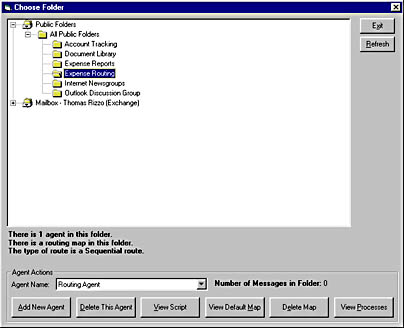 Choose Folder
Public Folders
All Public Folders
Account Tracking
Document Library
Expense Reports
Expense Routing
Internet Newsgroups
Outlook Discussion Group
Mailbox - Thomas Rizzo (Exchange)
Exit
Refresh
There is 1 agent in this folder.
There is a routing map in this folder.
The type of route is a Sequential route.
Agent Actions
Agent Name: Routing Agent Number of Messages in Folder: 0
Add New Agent Delete This Agent View Script View Default Map Delete Map View Processes